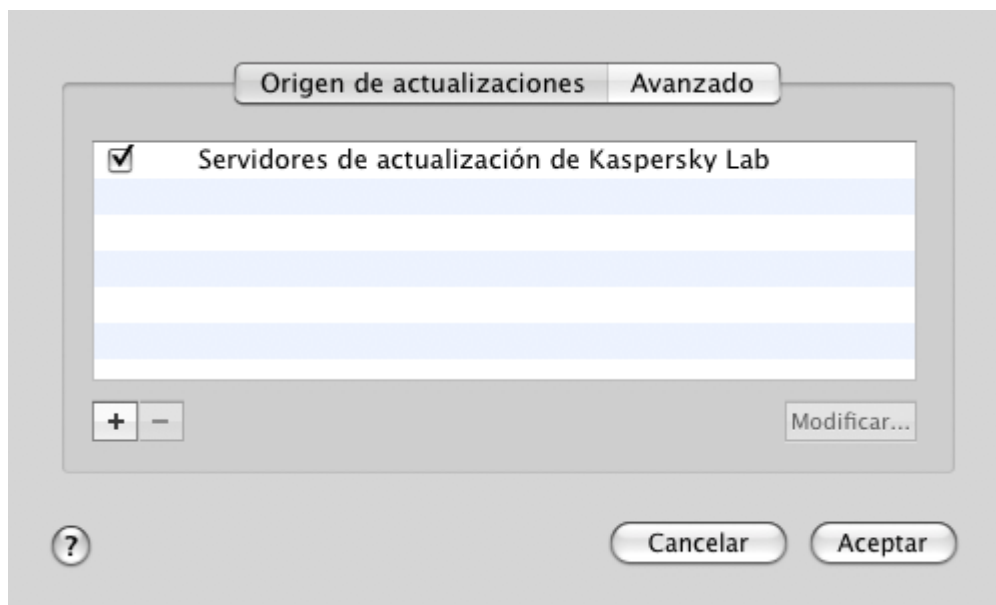 Origen de actualizaciones Avanzado
Servidores de actualización de Kaspersky Lab
+ − Modificar...
? Cancelar Aceptar